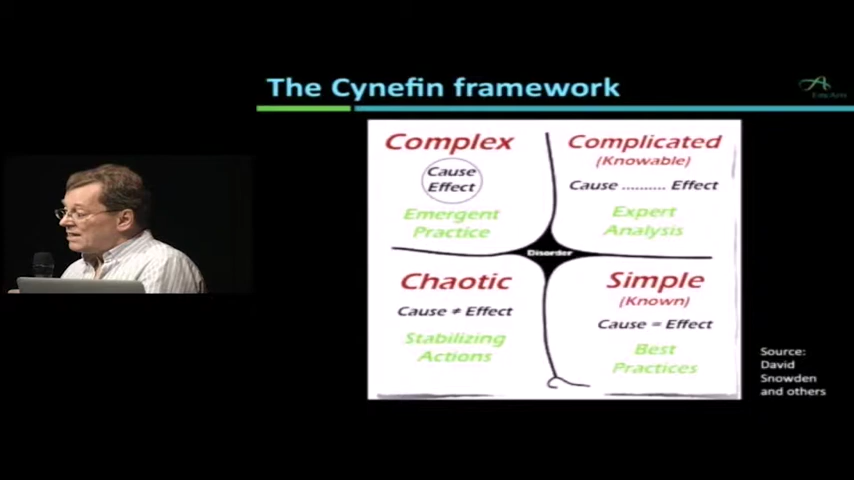 The Cynefin framework
Complex
Cause
Effect
Emergent
Practice
Complicated
(Knowable)
Cause .......... Effect
Expert
Analysis
Disorder
Chaotic
Cause ≠ Effect
Stabilizing
Actions
Simple
(Known)
Cause = Effect
Best
Practices
Source:
David
Snowden
and others